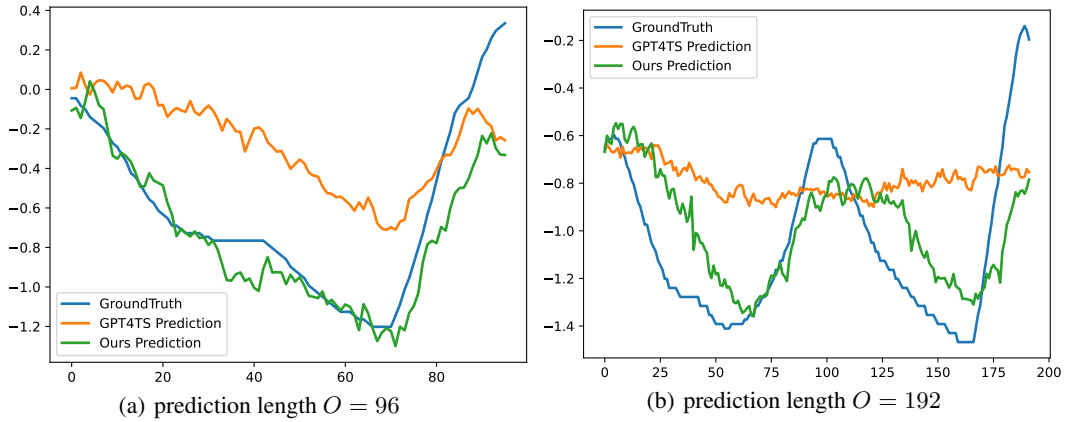 0.4
0.2
0.0
−0.2
−0.4
−0.6
−0.8
−1.0
−1.2
GroundTruth
GPT4TS Prediction
Ours Prediction
0 20 40 60 80
(a) prediction length O = 96
GroundTruth
GPT4TS Prediction
Ours Prediction
−0.2
−0.4
−0.6
−0.8
−1.0
−1.2
−1.4
0 25 50 75 100 125 150 175 200
(b) prediction length O = 192